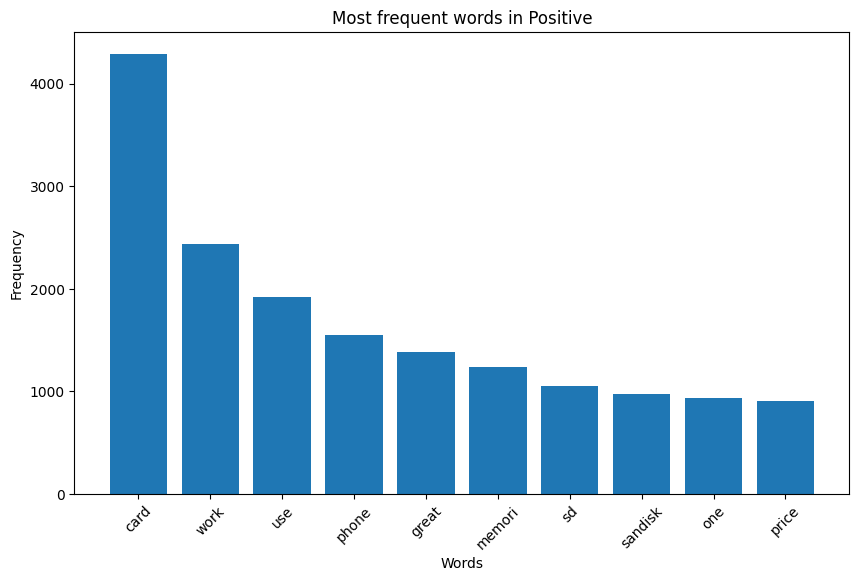 Most frequent words in Positive
Frequency
4000
3000
2000
1000
0
card
work
use
phone
great
memori
sd
sandisk
one
price
Words